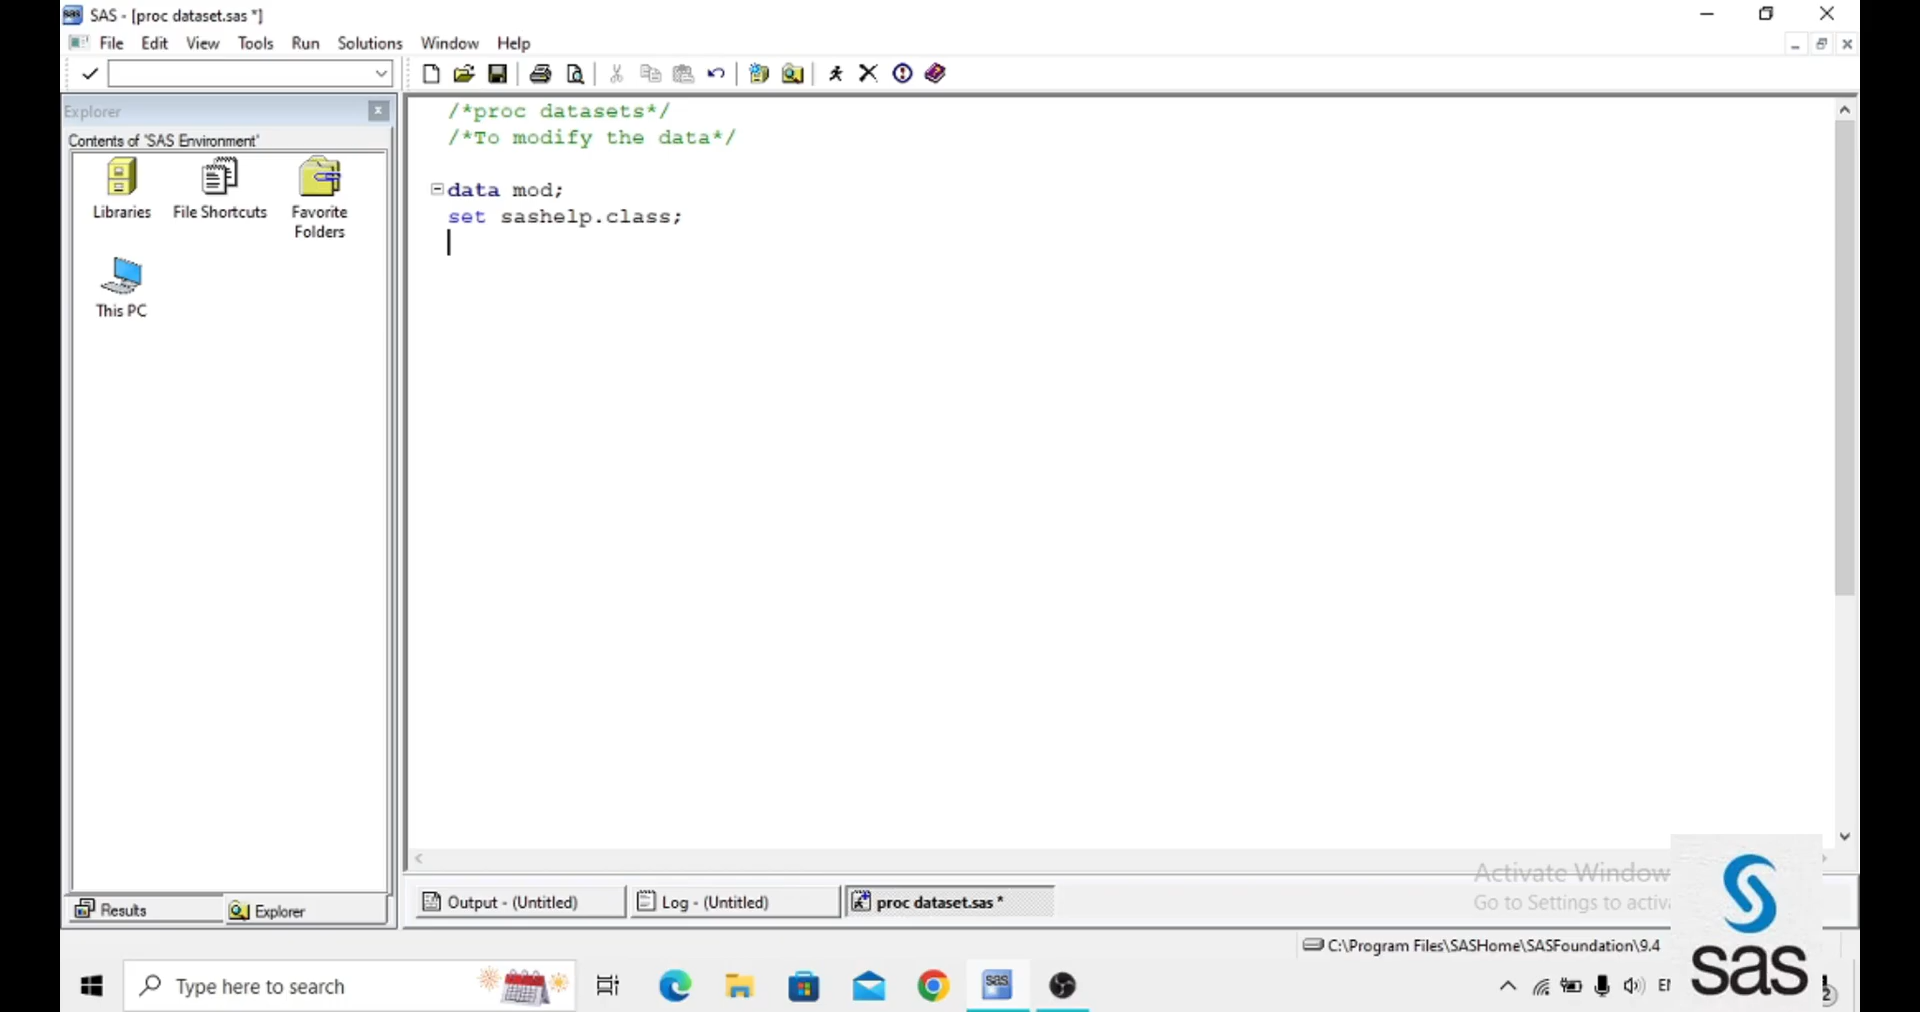 SAS - [proc dataset.sas *]
File Edit View Tools Run Solutions Window Help
Explorer
Contents of 'SAS Environment'
Libraries
File Shortcuts
Favorite
Folders
This PC
/*proc datasets*/
/*To modify the data*/
data mod;
set sashelp.class;
Results
Explorer
Output - (Untitled)
Log - (Untitled)
proc dataset.sas *
Activate Window
Go to Settings to activ
C:\Program Files\SASHome\SASFoundation\9.4
sas
Type here to search
sas
2